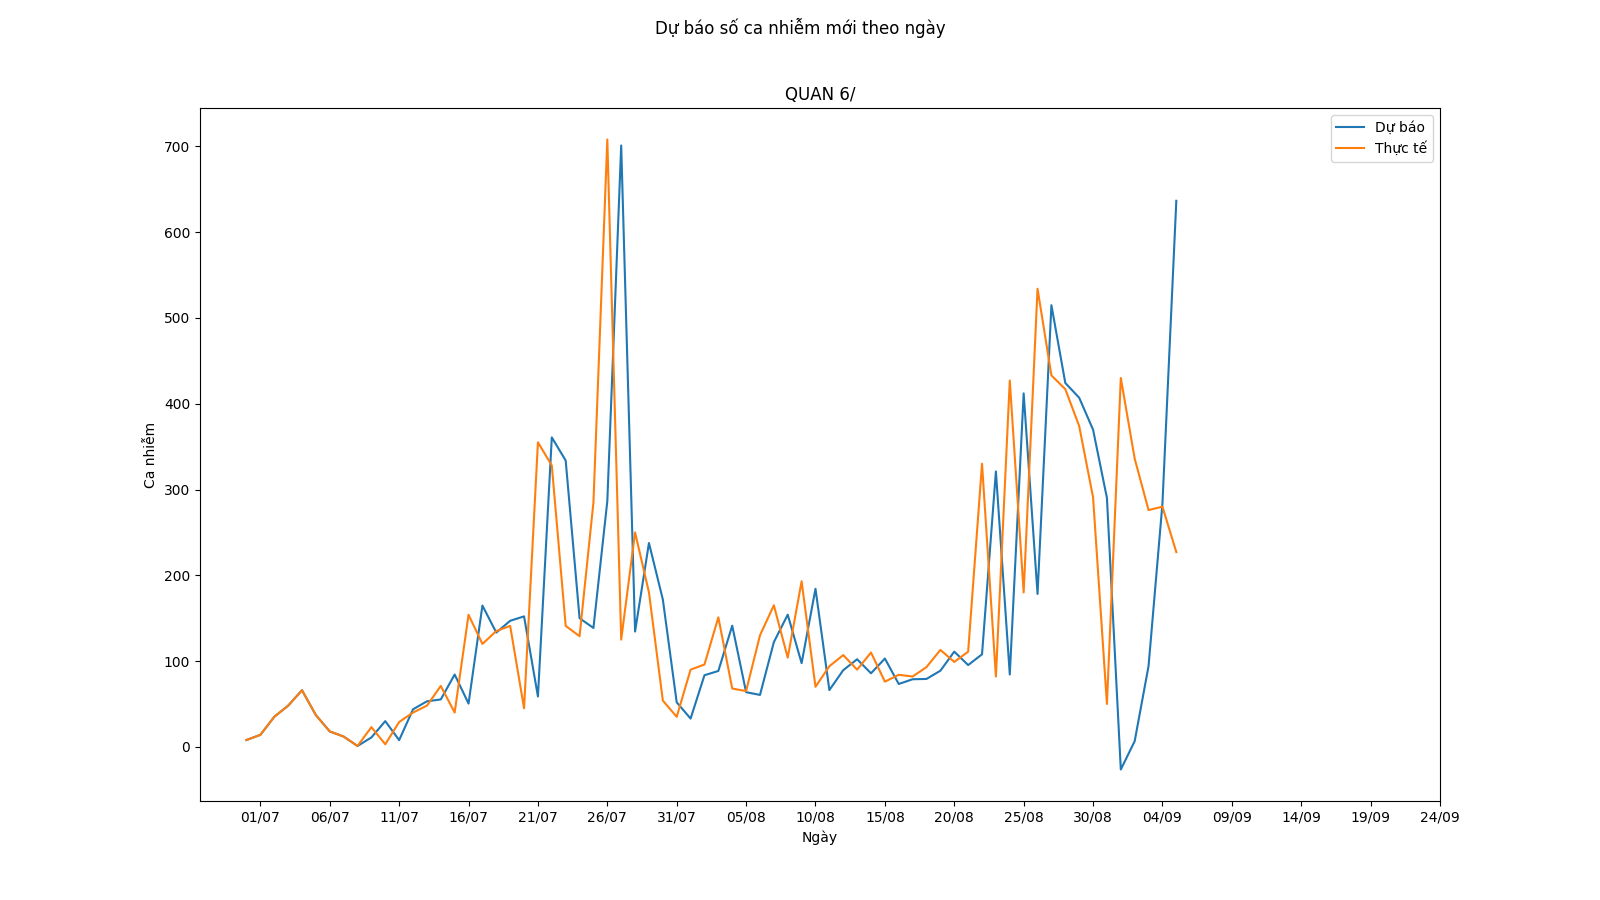 Dự báo số ca nhiễm mới theo ngày
QUAN 6/
Dự báo
Thực tế
700
600
500
400
300
200
100
0
Ca nhiễm
01/07 06/07 11/07 16/07 21/07 26/07 31/07 05/08 10/08 15/08 20/08 25/08 30/08 04/09 09/09 14/09 19/09 24/09
Ngày